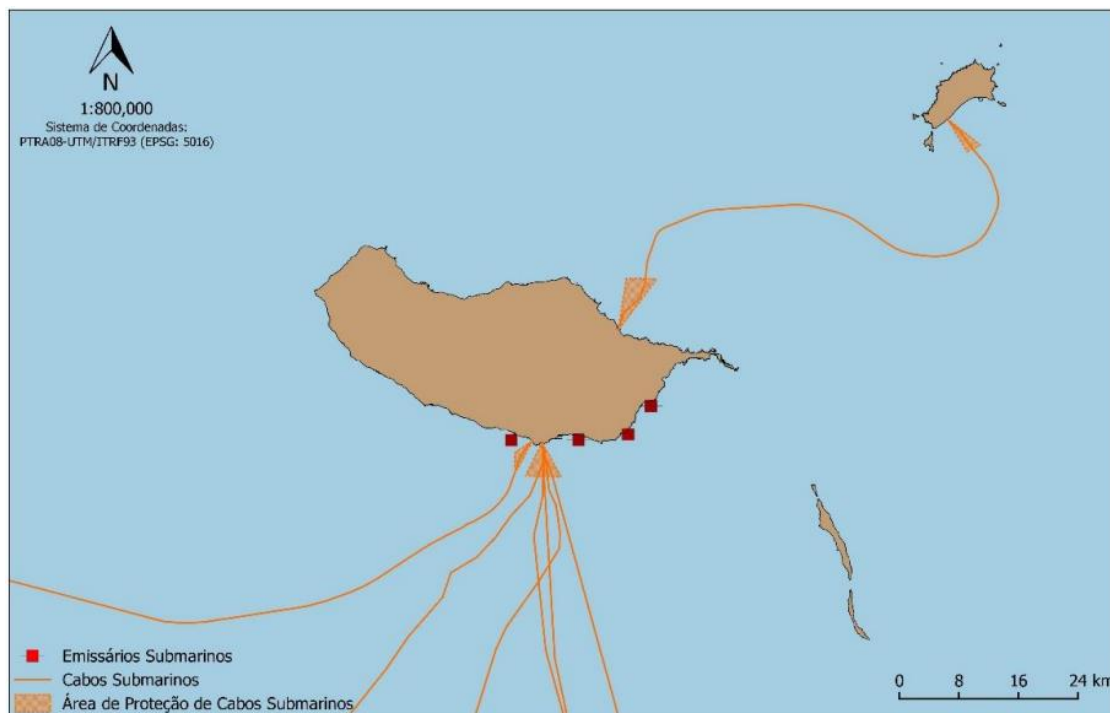 N
1:800,000
Sistema de Coordenadas:
PTRA08-UTM/ITRF93 (EPSG: 5016)
Emissários Submarinos
Cabos Submarinos
Área de Proteção de Cabos Submarinos
0 8 16 24 km